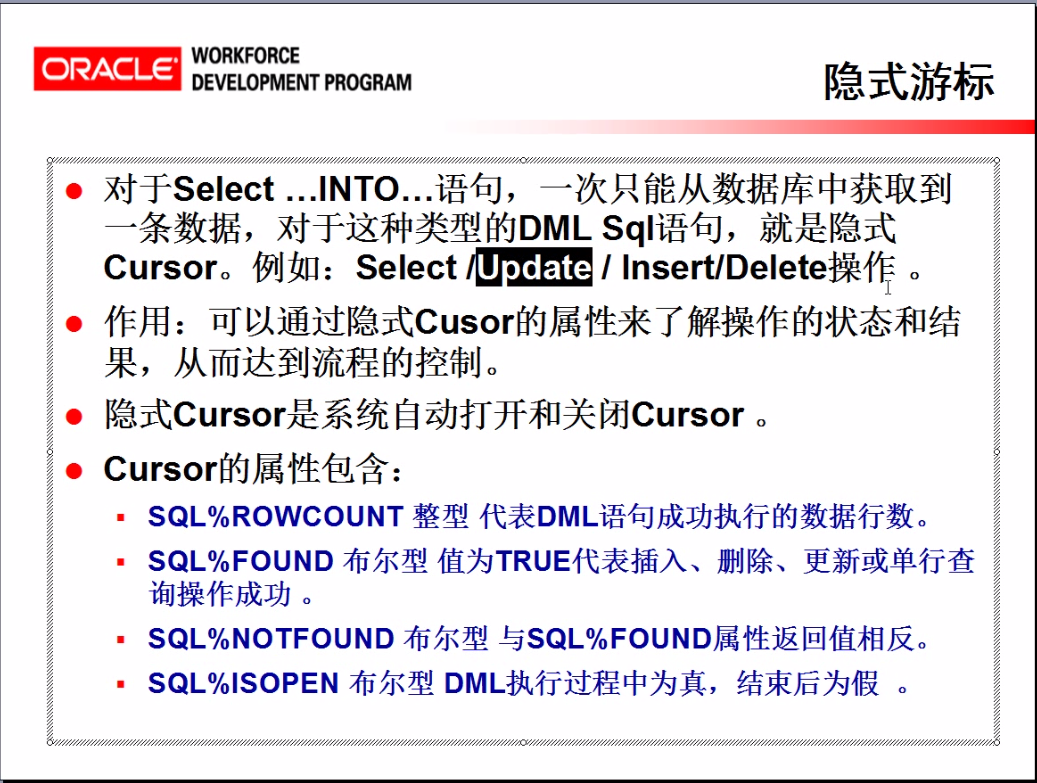 ORACLE WORKFORCE
DEVELOPMENT PROGRAM
隐式游标
对于Select …INTO…语句，一次只能从数据库中获取到
一条数据，对于这种类型的DML Sql语句，就是隐式
Cursor。例如：Select /Update / Insert/Delete操作 。
作用：可以通过隐式Cusor的属性来了解操作的状态和结
果，从而达到流程的控制。
隐式Cursor是系统自动打开和关闭Cursor 。
Cursor的属性包含：
SQL%ROWCOUNT 整型 代表DML语句成功执行的数据行数。
SQL%FOUND 布尔型 值为TRUE代表插入、删除、更新或单行查
询操作成功 。
SQL%NOTFOUND 布尔型 与SQL%FOUND属性返回值相反。
SQL%ISOPEN 布尔型 DML执行过程中为真，结束后为假 。